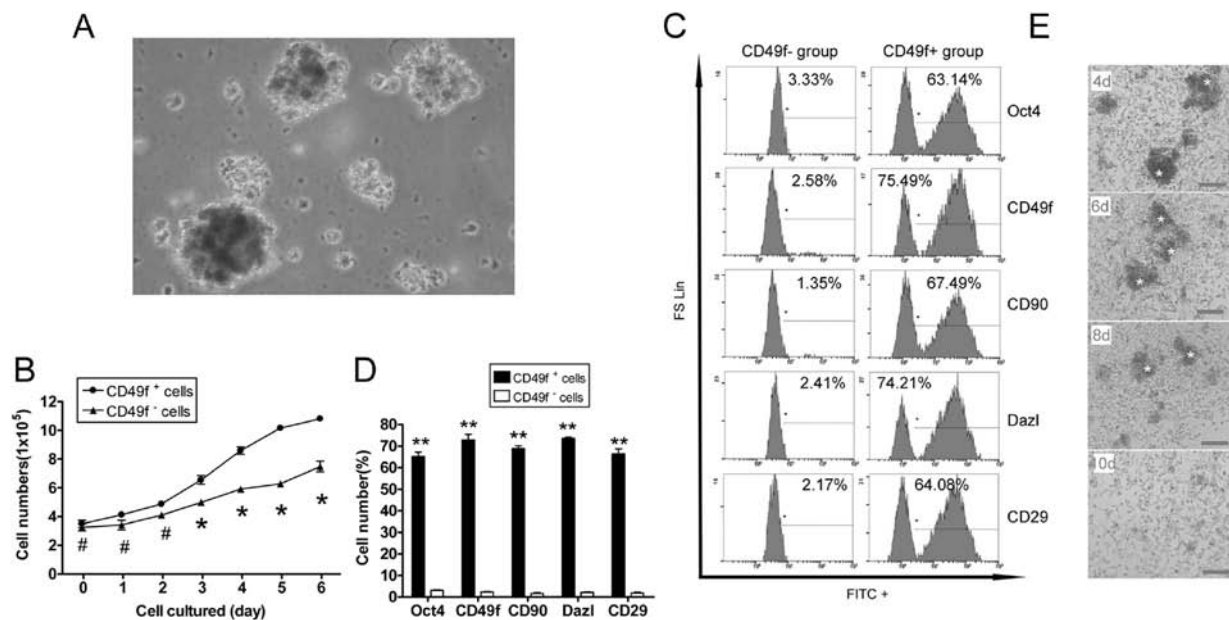 A
B
CD49f + cells
CD49f - cells
Cell numbers(1x10⁵)
12
10
8
6
4
2
0
# # # * * * *
0 1 2 3 4 5 6
Cell cultured (day)
D
CD49f + cells
CD49f - cells
Cell number(%)
80
70
60
50
40
30
20
10
0
** ** ** ** **
Oct4 CD49f CD90 Dazl CD29
C
CD49f- group CD49f+ group
3.33% 63.14% Oct4
2.58% 75.49% CD49f
1.35% 67.49% CD90
2.41% 74.21% Dazl
2.17% 64.08% CD29
FS Lin
FITC +
E
4d
6d
8d
10d